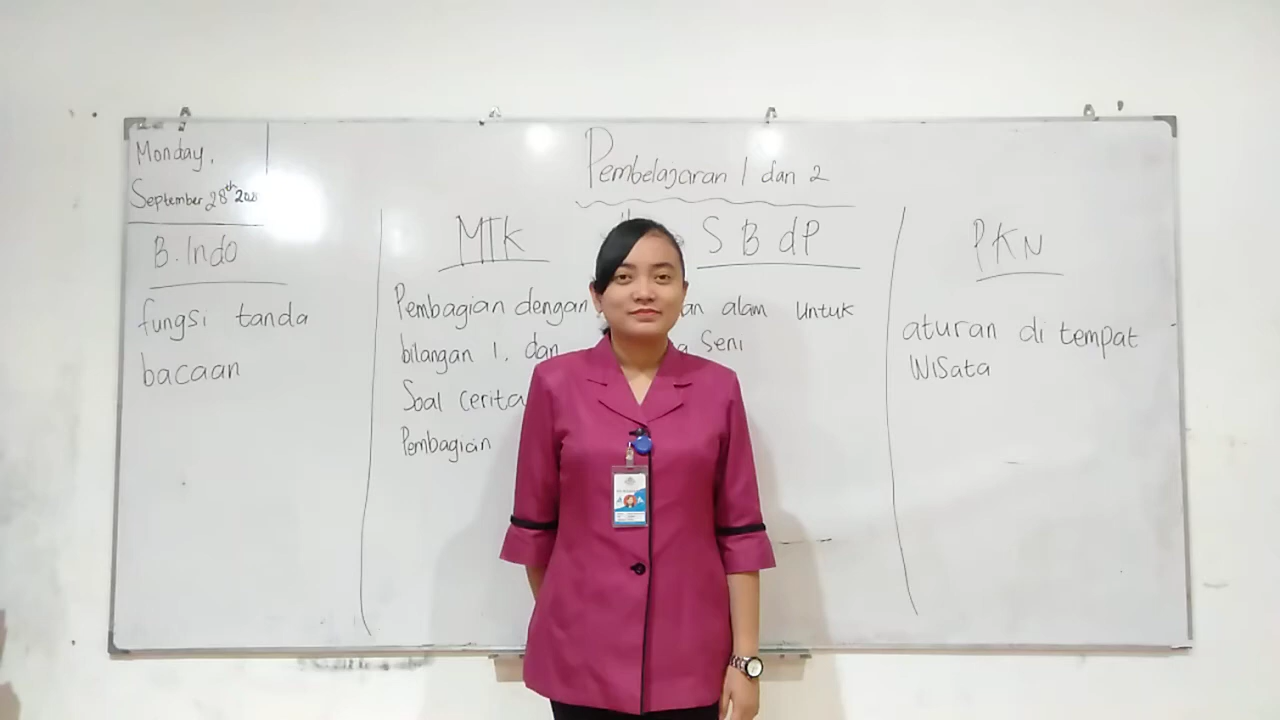 Monday,
September 28th 2020
Pembelajaran 1 dan 2
B. Indo
fungsi tanda
bacaan
MTK
Pembagian dengan
bilangan 1, dan
Soal cerita
Pembagian
SBdP
alam untuk
Seni
PKN
aturan di tempat
Wisata